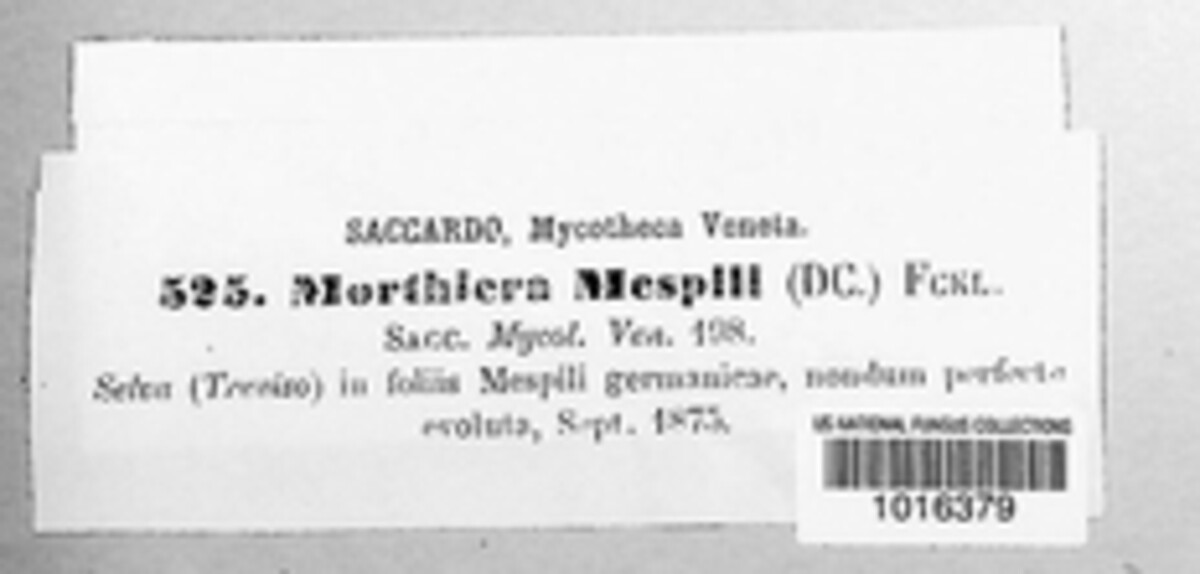 SACCARDO, Mycotheca Veneta.
525. Morthiera Mespili (DC.) FCKL.
SACC. Mycol. Ven. 198.
Selva (Treviso) in foliis Mespili germanicae, nondum perfecte
evoluta, Sept. 1875.
US NATIONAL FUNGUS COLLECTIONS
1016379